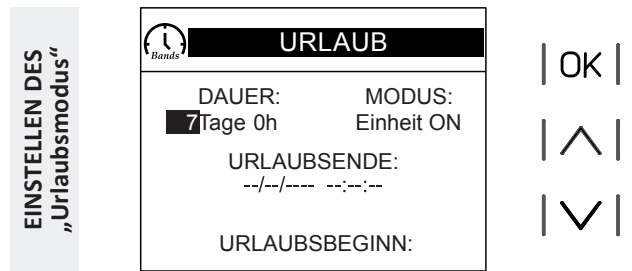 EINSTELLEN DES
„Urlaubsmodus“
Bands
URLAUB
DAUER: MODUS:
7Tage 0h Einheit ON
URLAUBSENDE:
--/--/---- --:--:--
URLAUBSBEGINN:
OK